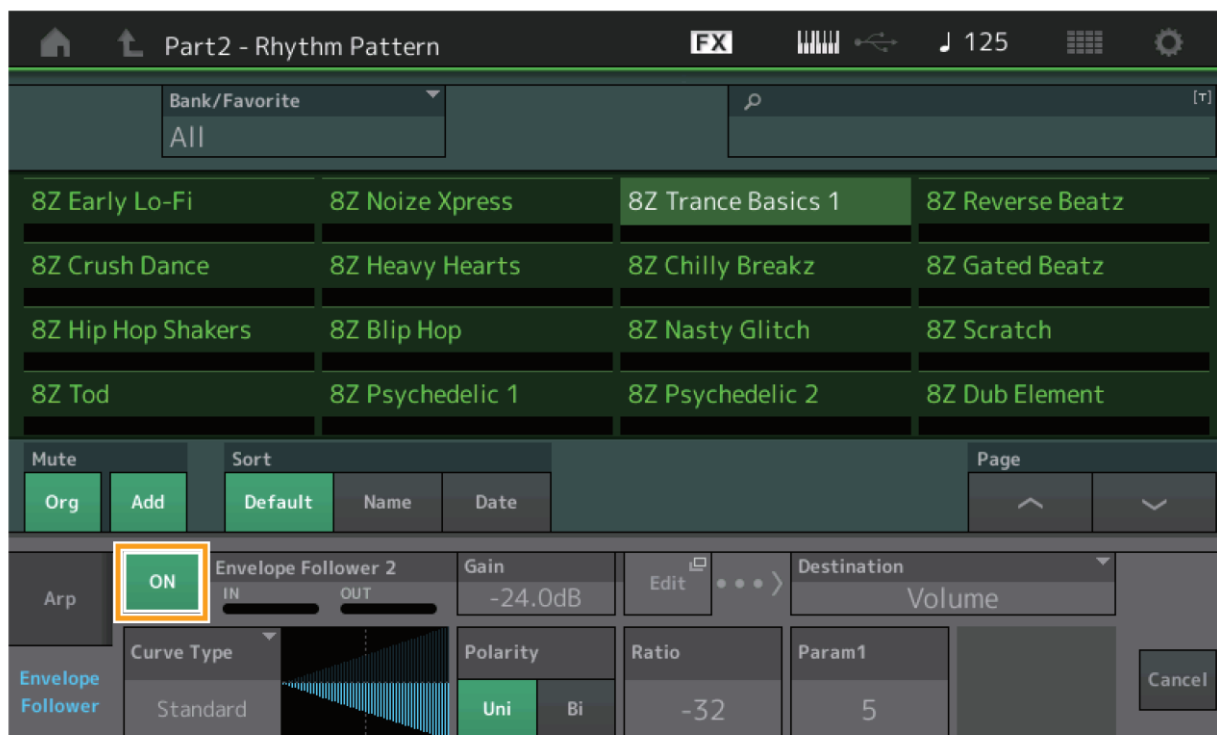 Part2 - Rhythm Pattern FX ♩ 125
Bank/Favorite [T]
All
8Z Early Lo-Fi 8Z Noize Xpress 8Z Trance Basics 1 8Z Reverse Beatz
8Z Crush Dance 8Z Heavy Hearts 8Z Chilly Breakz 8Z Gated Beatz
8Z Hip Hop Shakers 8Z Blip Hop 8Z Nasty Glitch 8Z Scratch
8Z Tod 8Z Psychedelic 1 8Z Psychedelic 2 8Z Dub Element
Mute Sort Page
Org Add Default Name Date
Arp ON Envelope Follower 2 Gain Edit Destination
IN OUT -24.0dB Volume
Curve Type Polarity Ratio Param1
Envelope Follower Standard Uni Bi -32 5 Cancel